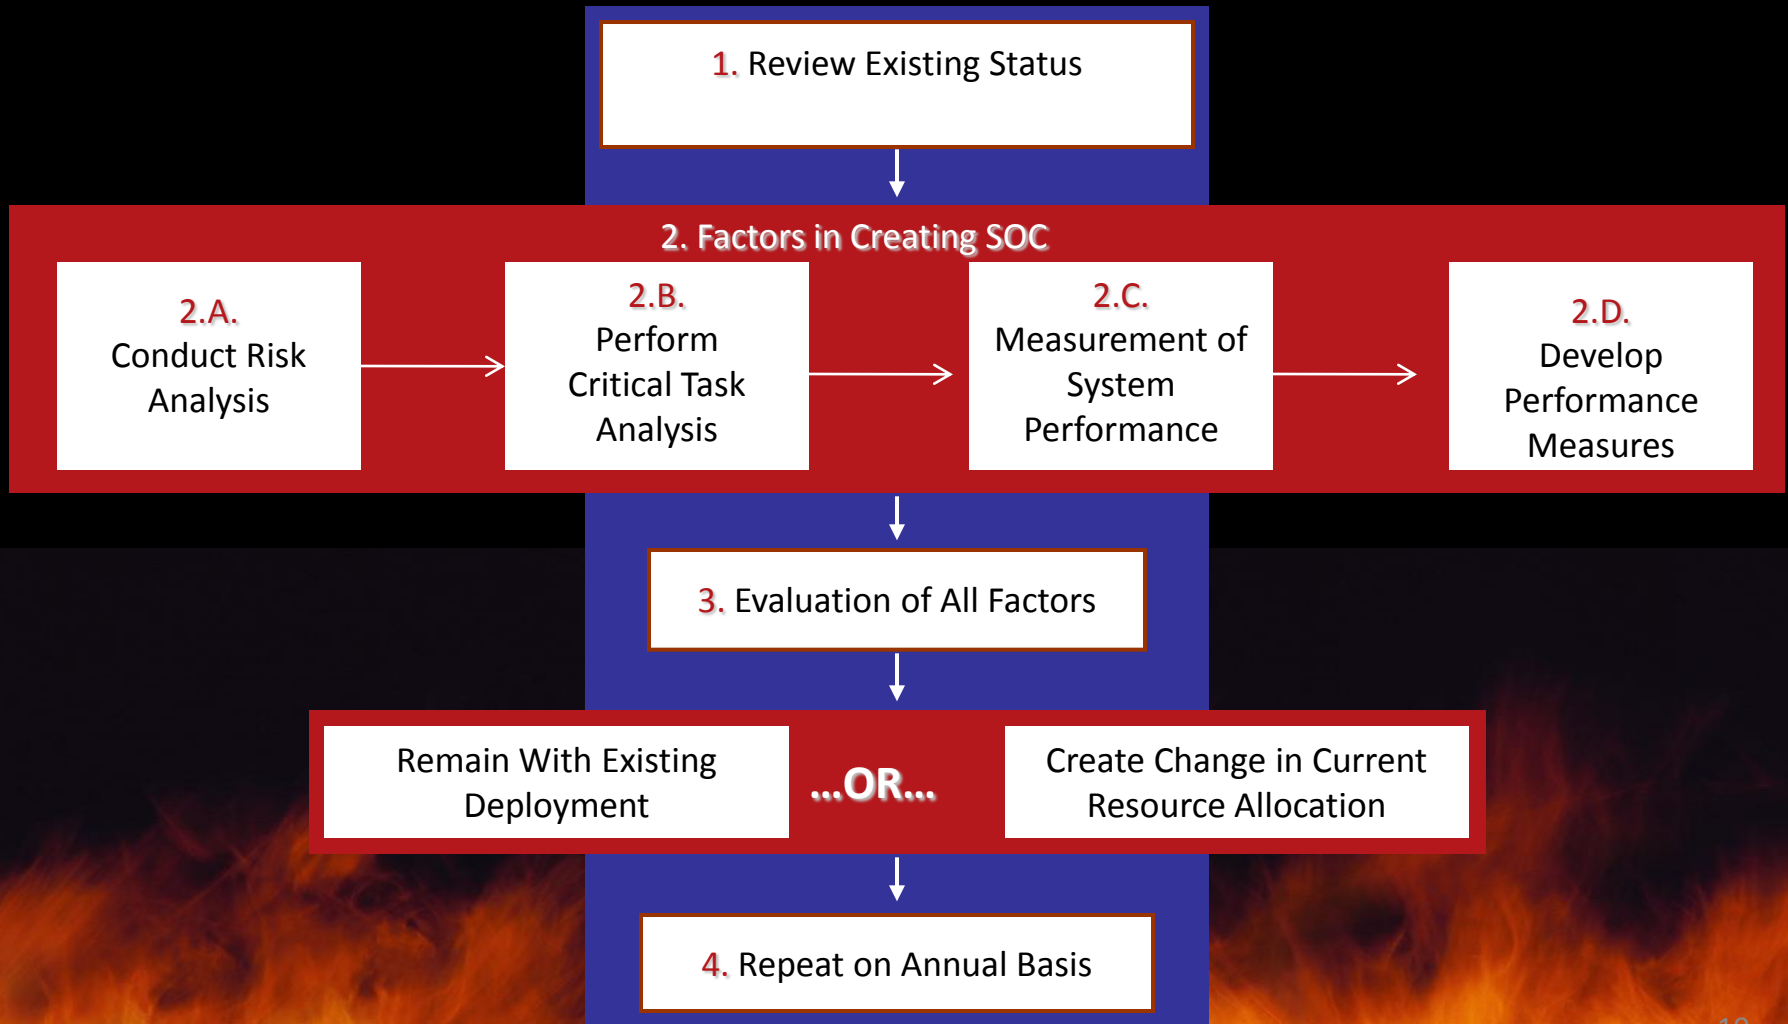 1. Review Existing Status
2. Factors in Creating SOC
2.A.
Conduct Risk
Analysis
2.B.
Perform
Critical Task
Analysis
2.C.
Measurement of
System
Performance
2.D.
Develop
Performance
Measures
3. Evaluation of All Factors
Remain With Existing
Deployment
...OR...
Create Change in Current
Resource Allocation
4. Repeat on Annual Basis